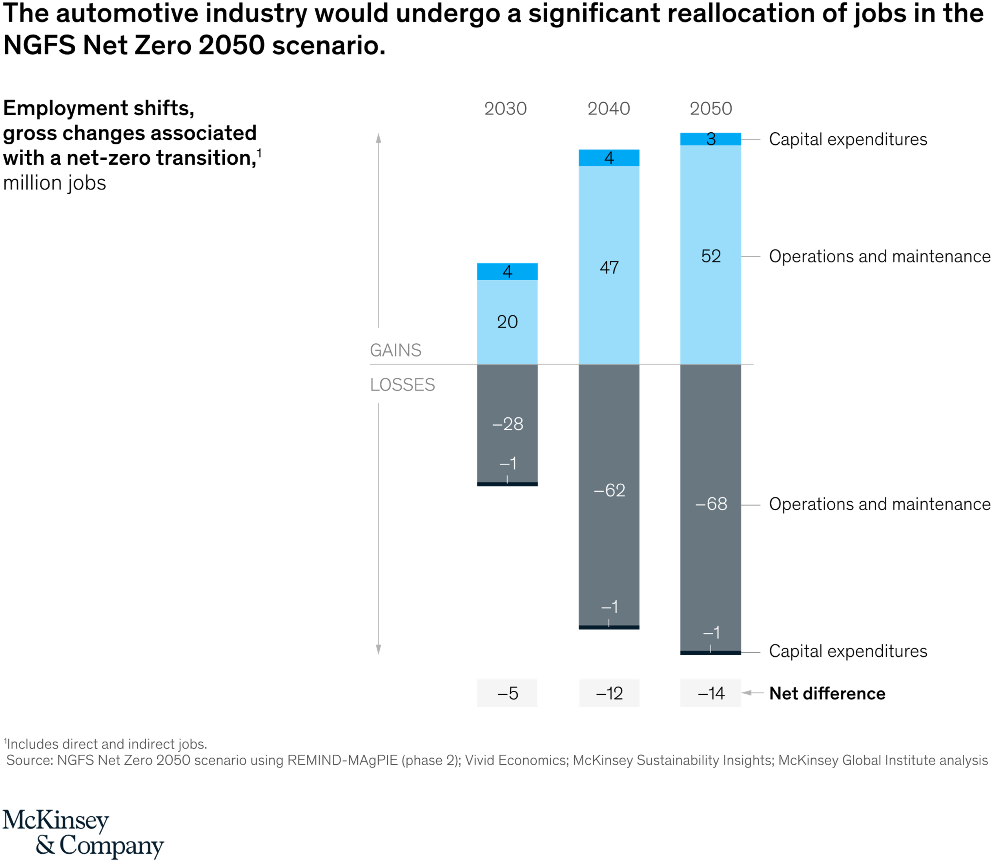 The automotive industry would undergo a significant reallocation of jobs in the
NGFS Net Zero 2050 scenario.
Employment shifts,
gross changes associated
with a net-zero transition,¹
million jobs
2030 2040 2050
3 Capital expenditures
4
52 Operations and maintenance
47
4
20
GAINS
LOSSES
–28
–1
–62
–68 Operations and maintenance
–1
–1
Capital expenditures
–5 –12 –14 Net difference
¹Includes direct and indirect jobs.
Source: NGFS Net Zero 2050 scenario using REMIND-MAgPIE (phase 2); Vivid Economics; McKinsey Sustainability Insights; McKinsey Global Institute analysis
McKinsey
& Company